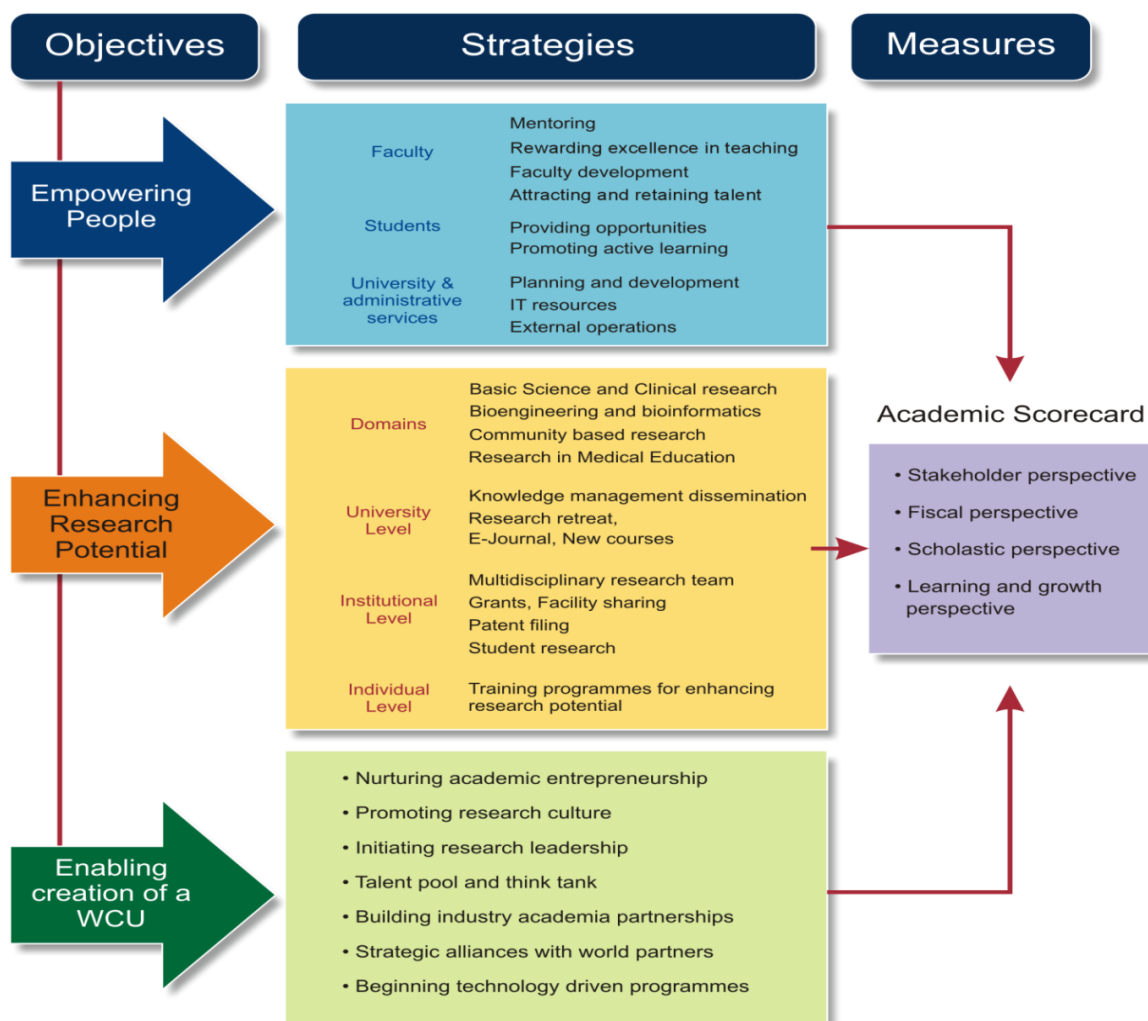 Objectives
Strategies
Measures
Empowering
People
Faculty
Mentoring
Rewarding excellence in teaching
Faculty development
Attracting and retaining talent
Students
Providing opportunities
Promoting active learning
University &
administrative
services
Planning and development
IT resources
External operations
Enhancing
Research
Potential
Domains
Basic Science and Clinical research
Bioengineering and bioinformatics
Community based research
Research in Medical Education
University
Level
Knowledge management dissemination
Research retreat,
E-Journal, New courses
Institutional
Level
Multidisciplinary research team
Grants, Facility sharing
Patent filing
Student research
Individual
Level
Training programmes for enhancing
research potential
Enabling
creation of a
WCU
• Nurturing academic entrepreneurship
• Promoting research culture
• Initiating research leadership
• Talent pool and think tank
• Building industry academia partnerships
• Strategic alliances with world partners
• Beginning technology driven programmes
Academic Scorecard
• Stakeholder perspective
• Fiscal perspective
• Scholastic perspective
• Learning and growth
perspective